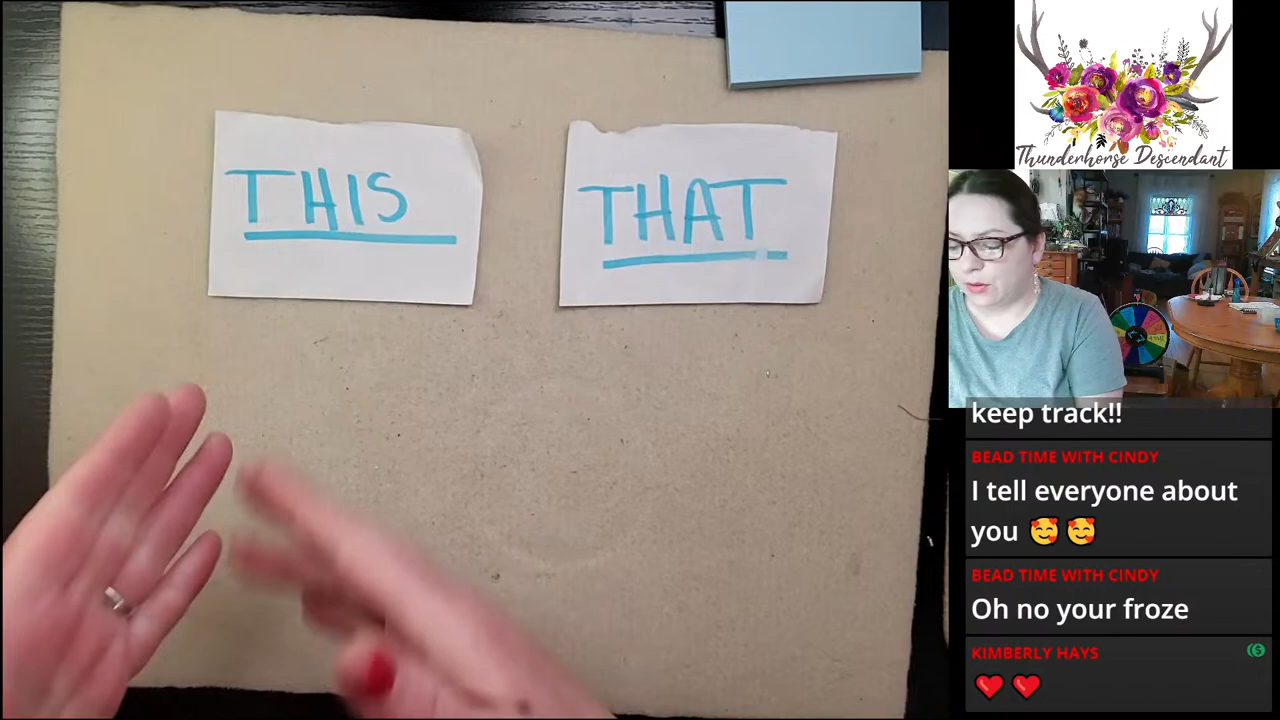 THIS
THAT
Thunderhorse Descendant
keep track!!
BEAD TIME WITH CINDY
I tell everyone about
you 🥰 🥰
BEAD TIME WITH CINDY
Oh no your froze
KIMBERLY HAYS
❤️ ❤️